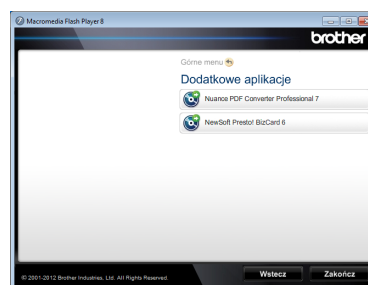 Macromedia Flash Player 8
brother
Górne menu
Dodatkowe aplikacje
Nuance PDF Converter Professional 7
NewSoft Presto! BizCard 6
© 2001-2012 Brother Industries, Ltd. All Rights Reserved.
Wstecz
Zakończ